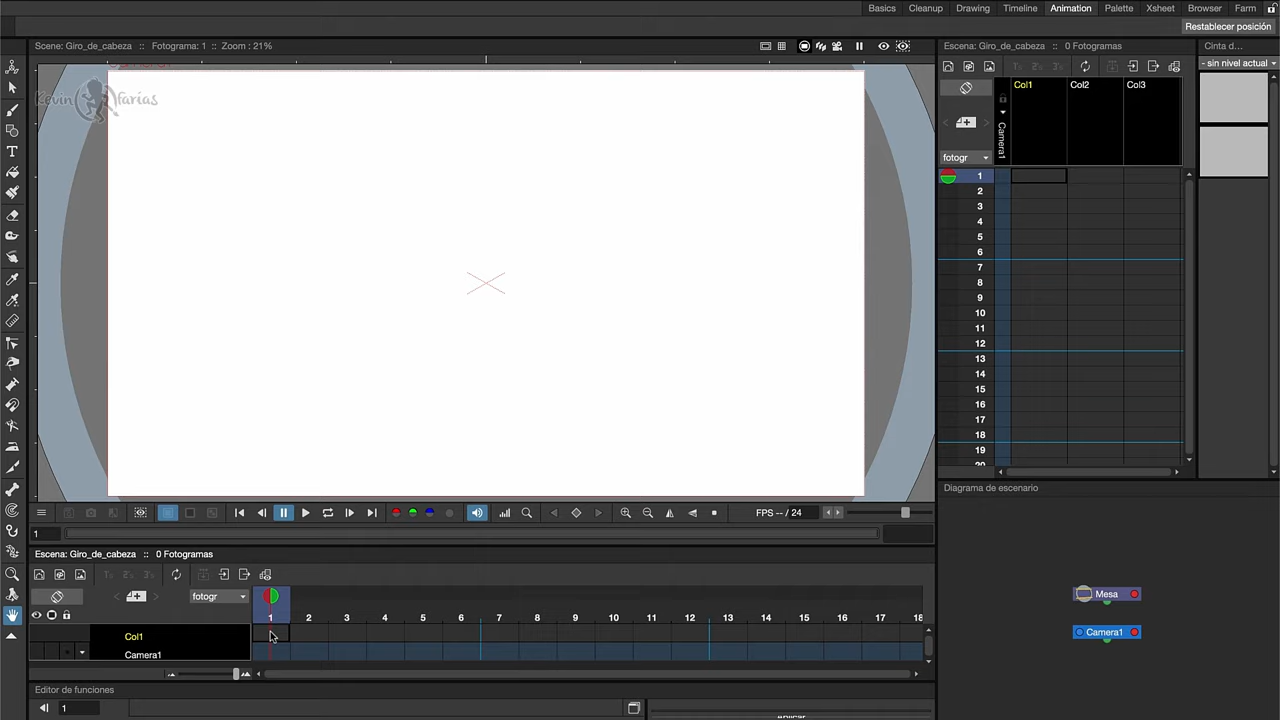 Basics Cleanup Drawing Timeline Animation Palette Xsheet Browser Farm
Restablecer posición
Scene: Giro_de_cabeza :: Fotograma: 1 :: Zoom : 21%
Escena: Giro_de_cabeza :: 0 Fotogramas
Cinta d...
- sin nivel actual
Kevin farias
Col1 Col2 Col3
Camera1
fotogr
1
2
3
4
5
6
7
8
9
10
11
12
13
14
15
16
17
18
19
20
Diagrama de escenario
FPS -- / 24
1
Escena: Giro_de_cabeza :: 0 Fotogramas
fotogr
1 2 3 4 5 6 7 8 9 10 11 12 13 14 15 16 17 18
Col1
Camera1
Mesa
Camera1
Editor de funciones
1